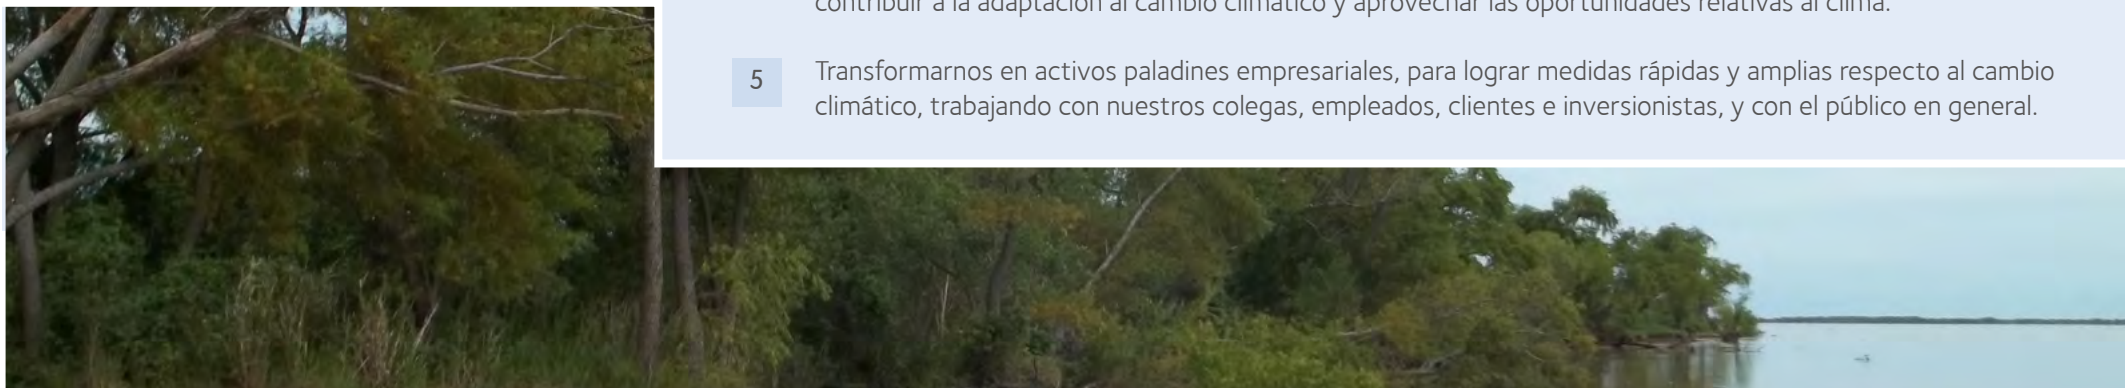 contribuir a la adaptación al cambio climático y aprovechar las oportunidades relativas al clima.
5
Transformarnos en activos paladines empresariales, para lograr medidas rápidas y amplias respecto al cambio
climático, trabajando con nuestros colegas, empleados, clientes e inversionistas, y con el público en general.